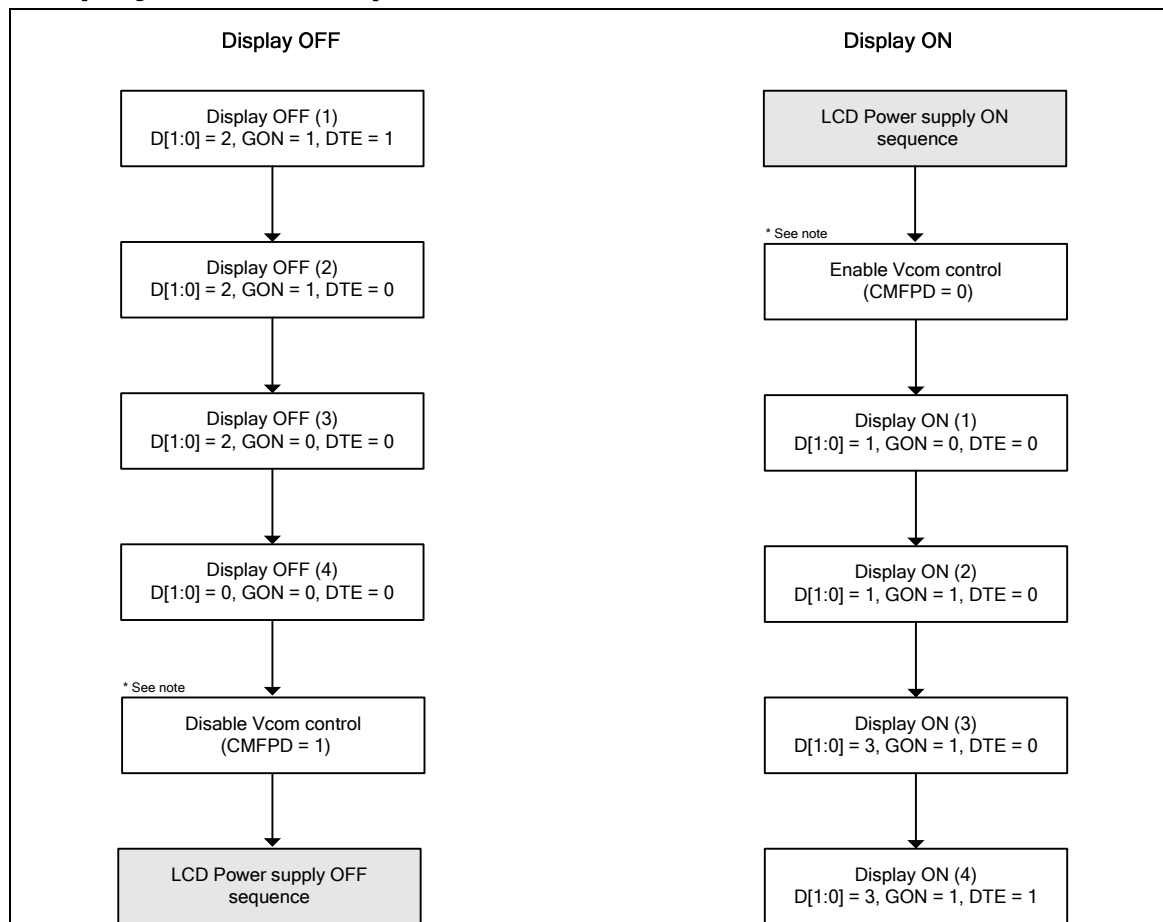 Display OFF
Display OFF (1)
D[1:0] = 2, GON = 1, DTE = 1
Display OFF (2)
D[1:0] = 2, GON = 1, DTE = 0
Display OFF (3)
D[1:0] = 2, GON = 0, DTE = 0
Display OFF (4)
D[1:0] = 0, GON = 0, DTE = 0
* See note
Disable Vcom control
(CMFPD = 1)
LCD Power supply OFF
sequence
Display ON
LCD Power supply ON
sequence
* See note
Enable Vcom control
(CMFPD = 0)
Display ON (1)
D[1:0] = 1, GON = 0, DTE = 0
Display ON (2)
D[1:0] = 1, GON = 1, DTE = 0
Display ON (3)
D[1:0] = 3, GON = 1, DTE = 0
Display ON (4)
D[1:0] = 3, GON = 1, DTE = 1